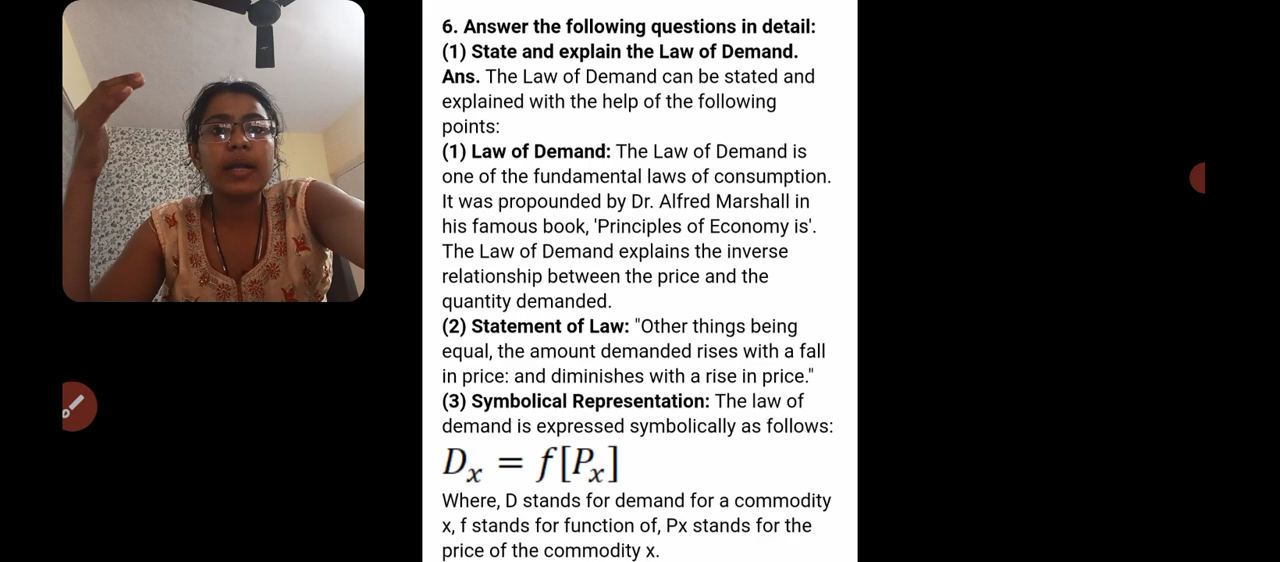 6. Answer the following questions in detail:
(1) State and explain the Law of Demand.
Ans. The Law of Demand can be stated and
explained with the help of the following
points:
(1) Law of Demand: The Law of Demand is
one of the fundamental laws of consumption.
It was propounded by Dr. Alfred Marshall in
his famous book, 'Principles of Economy is'.
The Law of Demand explains the inverse
relationship between the price and the
quantity demanded.
(2) Statement of Law: "Other things being
equal, the amount demanded rises with a fall
in price: and diminishes with a rise in price."
(3) Symbolical Representation: The law of
demand is expressed symbolically as follows:
Dₓ = f[Pₓ]
Where, D stands for demand for a commodity
x, f stands for function of, Px stands for the
price of the commodity x.